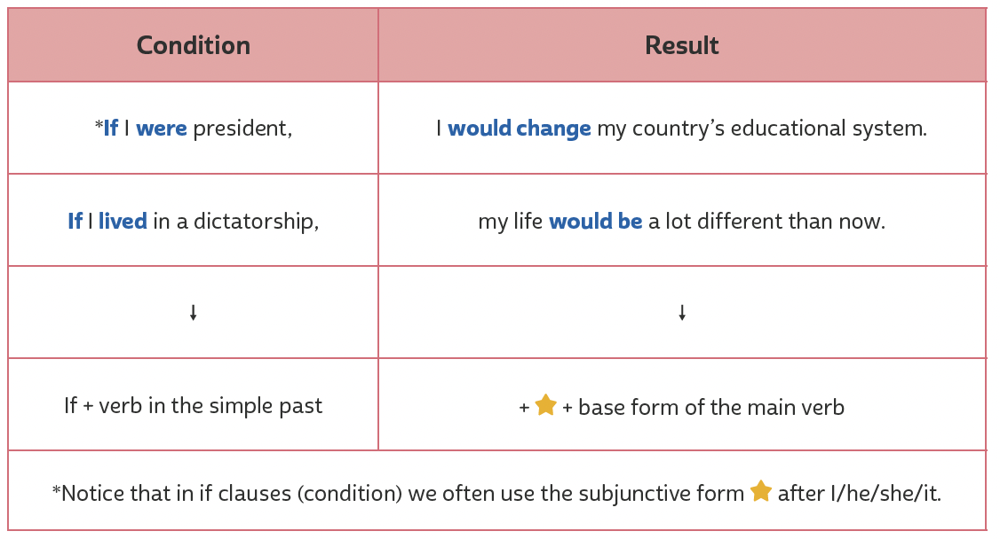 Condition
Result
*If I were president,
I would change my country’s educational system.
If I lived in a dictatorship,
my life would be a lot different than now.
↓
↓
If + verb in the simple past
+ ⭐ + base form of the main verb
*Notice that in if clauses (condition) we often use the subjunctive form ⭐ after I/he/she/it.